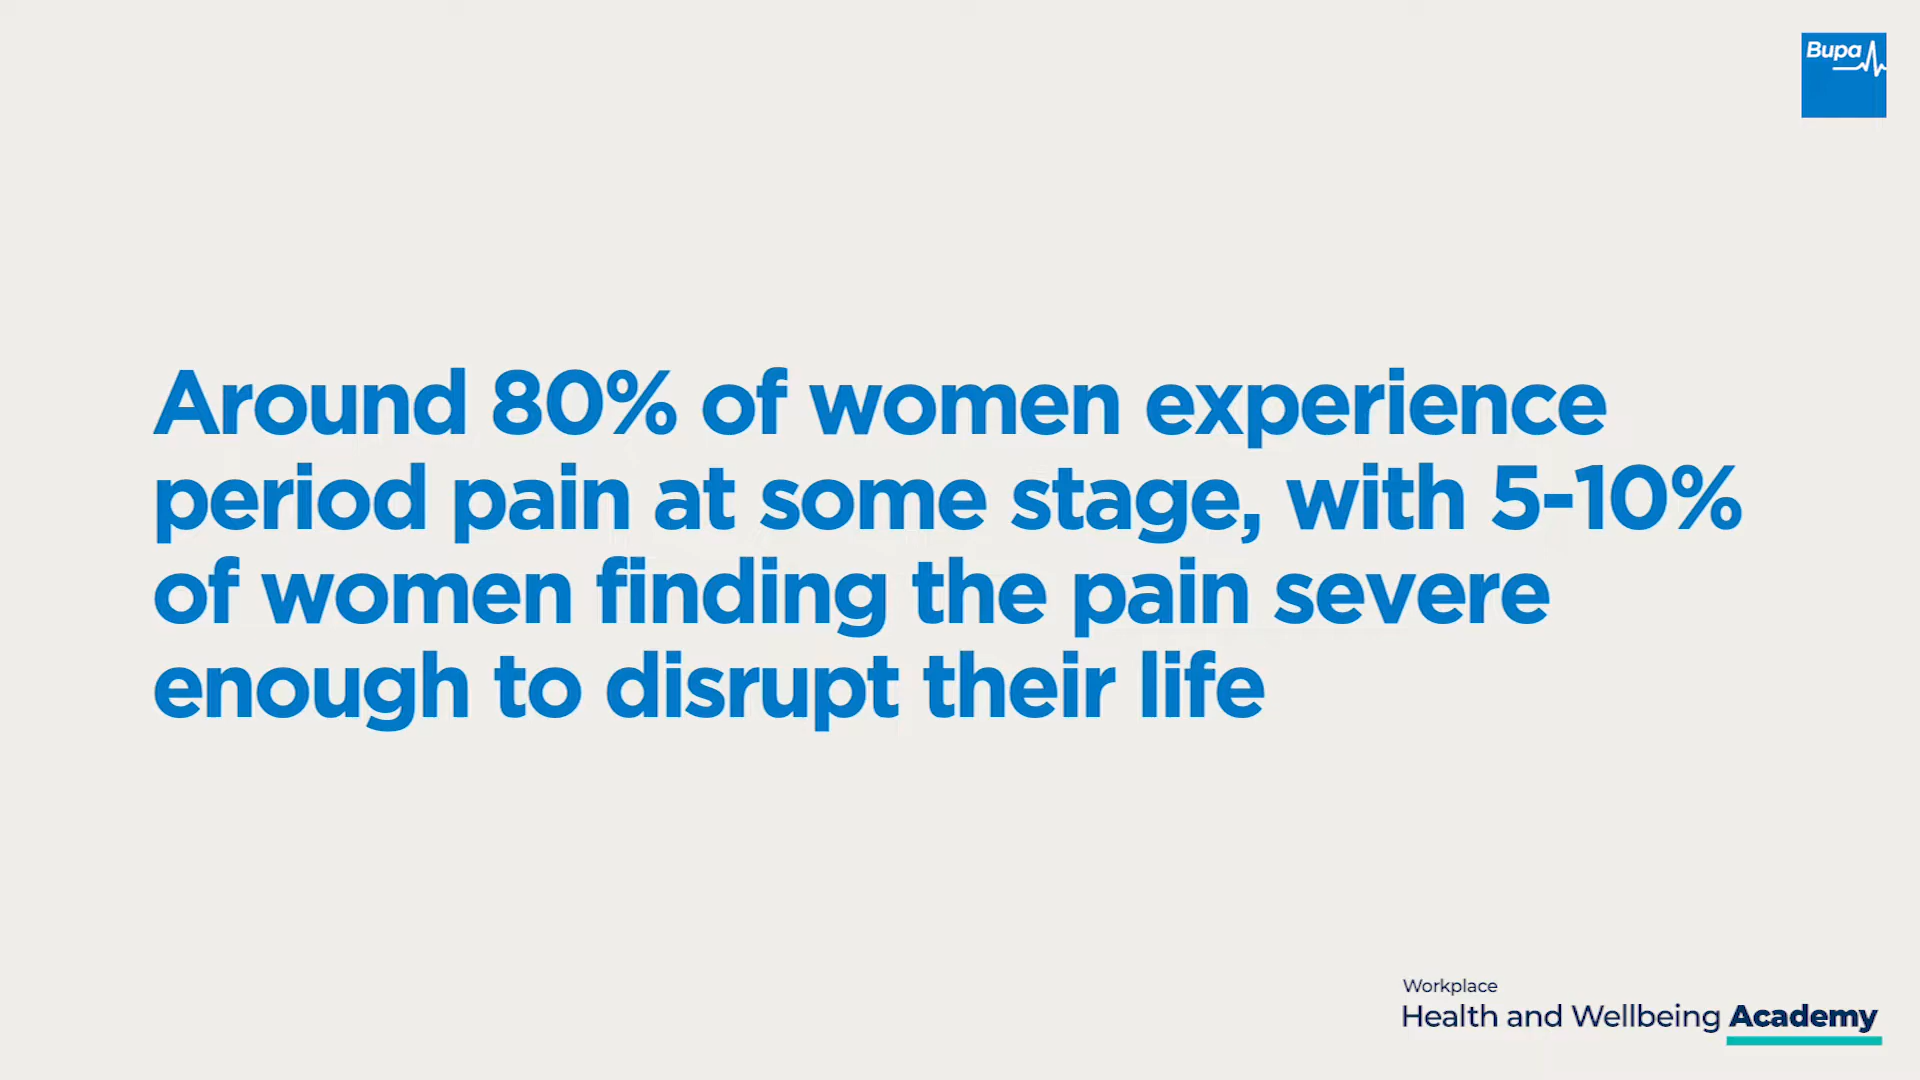 Bupa
Around 80% of women experience
period pain at some stage, with 5-10%
of women finding the pain severe
enough to disrupt their life
Workplace
Health and Wellbeing Academy